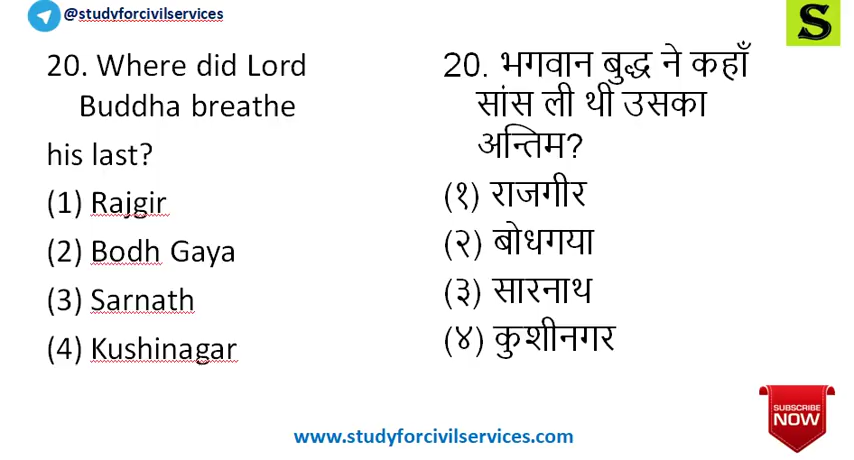 @studyforcivilservices
S
20. Where did Lord
Buddha breathe
his last?
(1) Rajgir
(2) Bodh Gaya
(3) Sarnath
(4) Kushinagar
20. भगवान बुद्ध ने कहाँ
सांस ली थी उसका
अन्तिम?
(१) राजगीर
(२) बोधगया
(३) सारनाथ
(४) कुशीनगर
SUBSCRIBE
NOW
www.studyforcivilservices.com